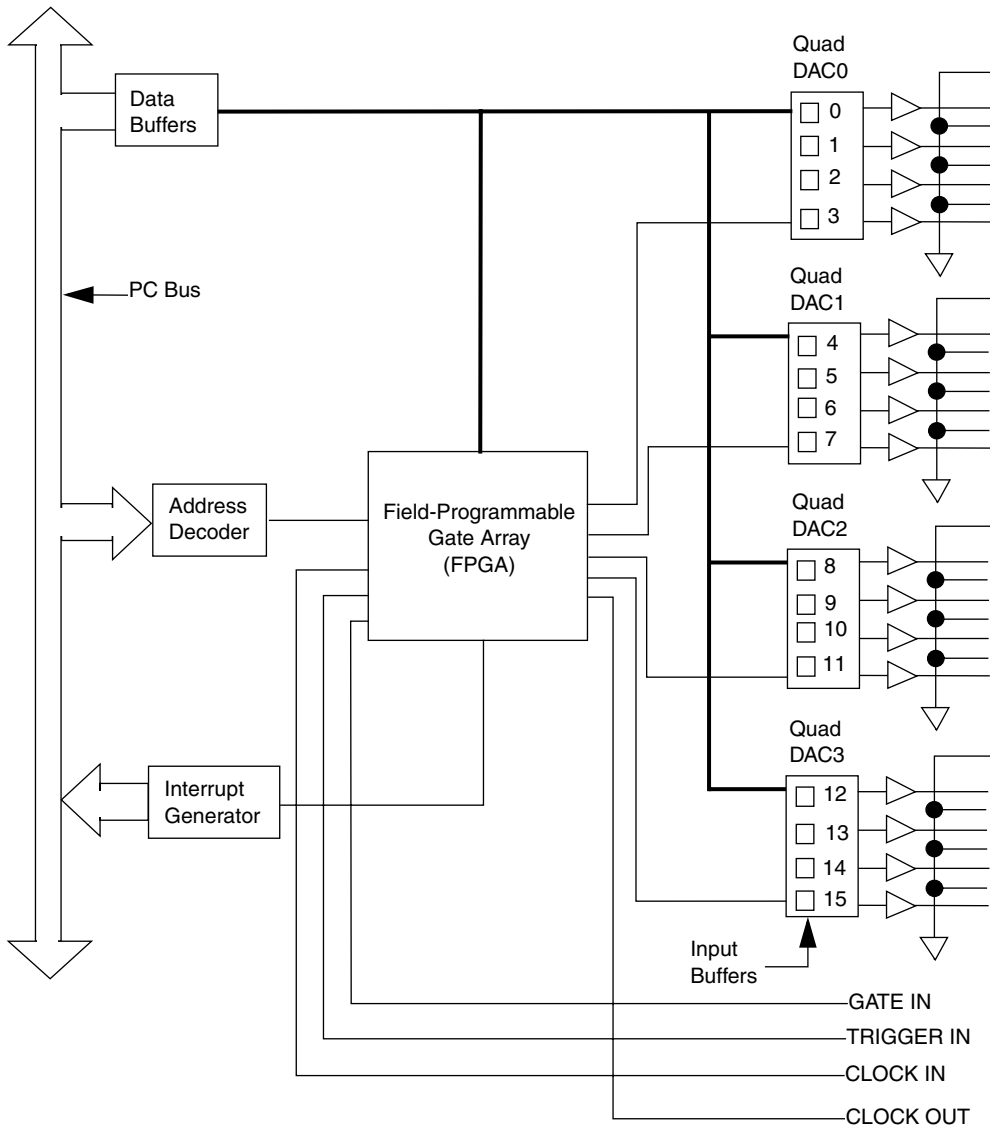 Quad
DAC0
Data
Buffers
0
1
2
3
PC Bus
Quad
DAC1
4
5
6
7
Address
Decoder
Field-Programmable
Gate Array
(FPGA)
Quad
DAC2
8
9
10
11
Quad
DAC3
Interrupt
Generator
12
13
14
15
Input
Buffers
GATE IN
TRIGGER IN
CLOCK IN
CLOCK OUT